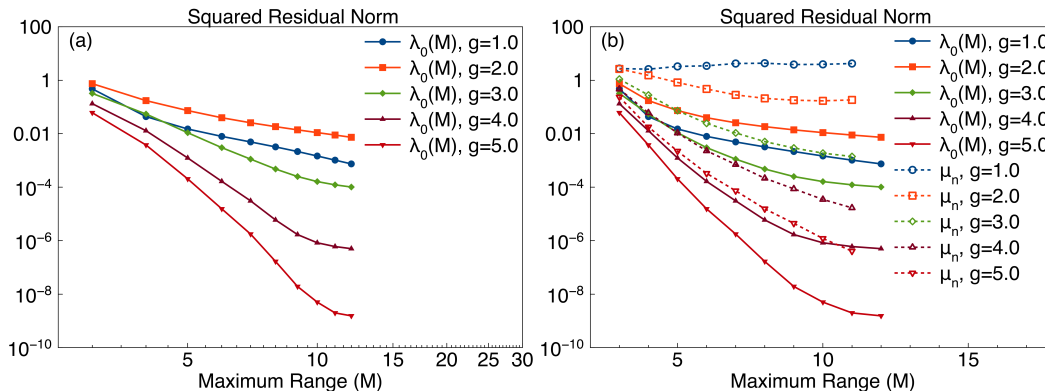 Squared Residual Norm
(a)
λ₀(M), g=1.0
λ₀(M), g=2.0
λ₀(M), g=3.0
λ₀(M), g=4.0
λ₀(M), g=5.0
100
1
0.01
10⁻⁴
10⁻⁶
10⁻⁸
10⁻¹⁰
5
10
15
20
25
30
Maximum Range (M)
Squared Residual Norm
(b)
λ₀(M), g=1.0
λ₀(M), g=2.0
λ₀(M), g=3.0
λ₀(M), g=4.0
λ₀(M), g=5.0
μₙ, g=1.0
μₙ, g=2.0
μₙ, g=3.0
μₙ, g=4.0
μₙ, g=5.0
100
1
0.01
10⁻⁴
10⁻⁶
10⁻⁸
10⁻¹⁰
5
10
15
Maximum Range (M)